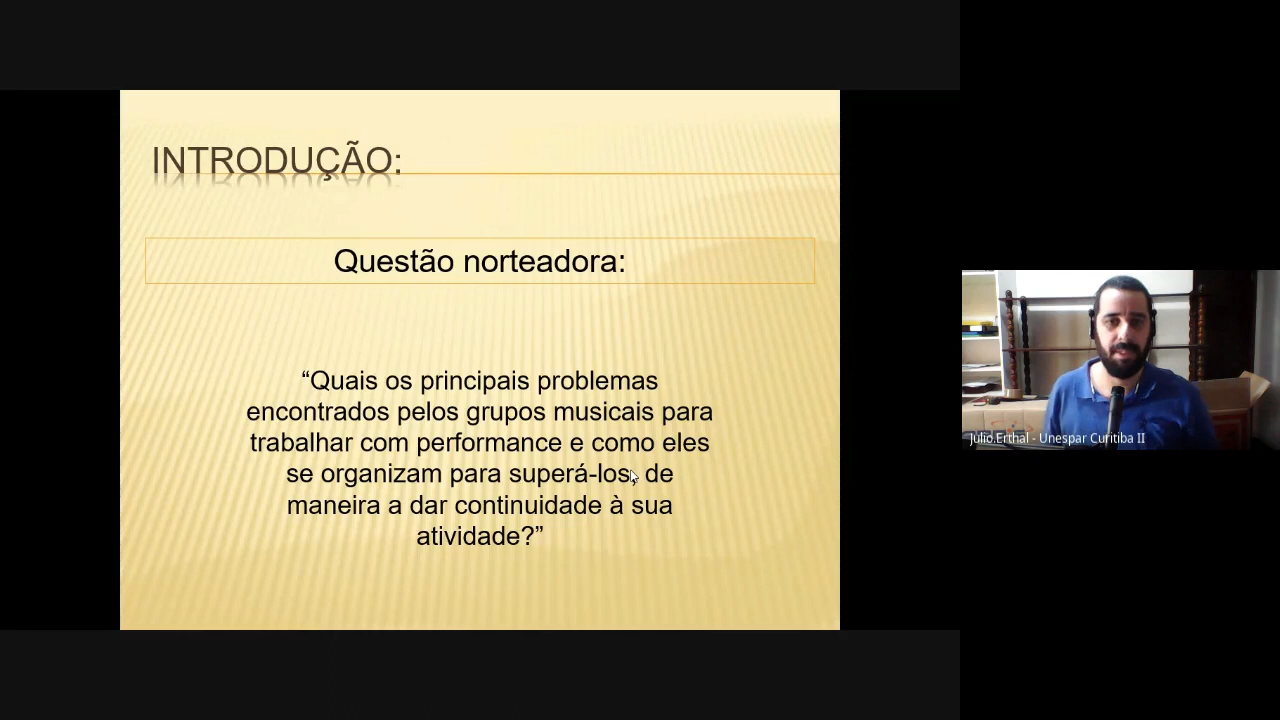 INTRODUÇÃO:
Questão norteadora:
“Quais os principais problemas
encontrados pelos grupos musicais para
trabalhar com performance e como eles
se organizam para superá-los, de
maneira a dar continuidade à sua
atividade?”
Júlio.Erthal - Unespar Curitiba II